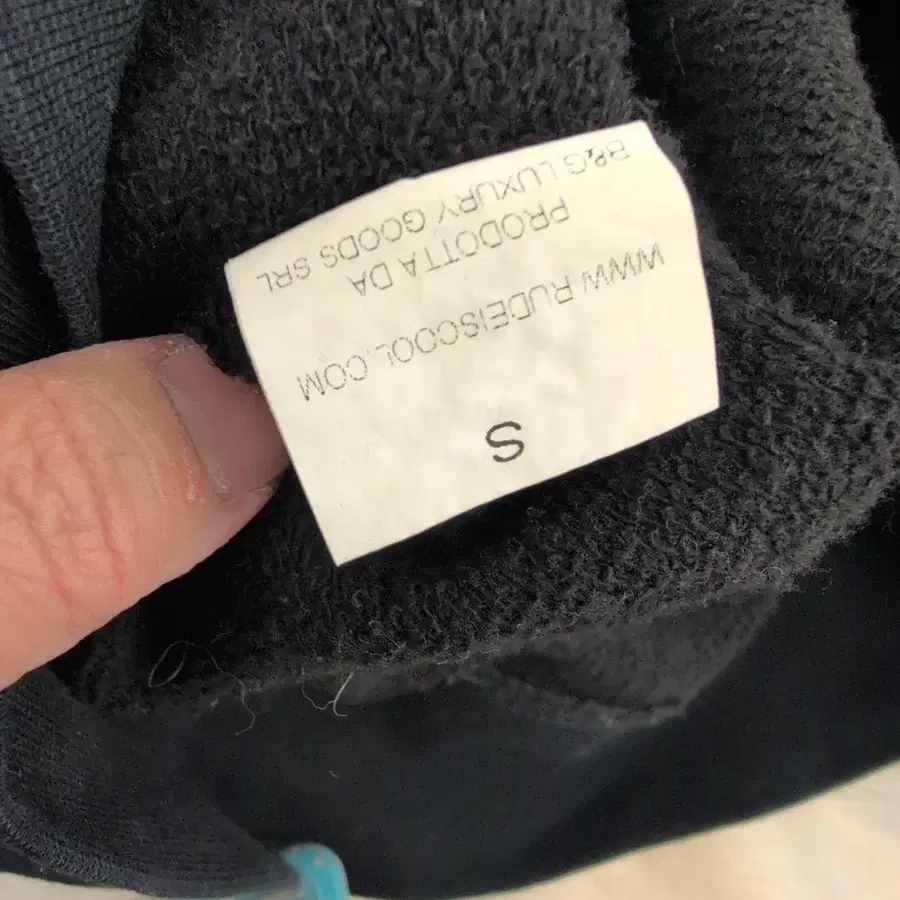 S
WWW.RUDEISCOOL.COM
PRODOTTA DA
B&G LUXURY GOODS SRL